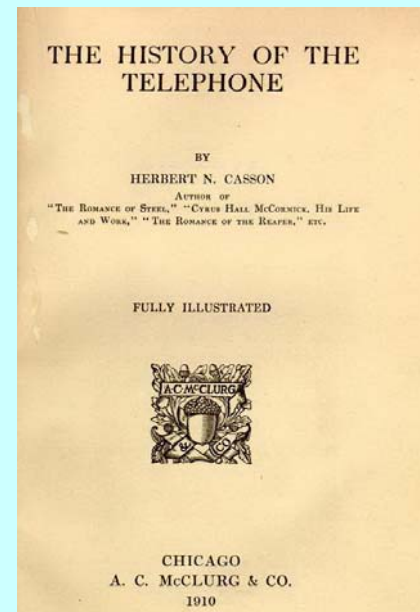 THE HISTORY OF THE
TELEPHONE
BY
HERBERT N. CASSON
AUTHOR OF
"THE ROMANCE OF STEEL," "CYRUS HALL McCORMICK, HIS LIFE
AND WORK," "THE ROMANCE OF THE REAPER," ETC.
FULLY ILLUSTRATED
A·C·McCLURG
& CO
CHICAGO
A. C. McCLURG & CO.
1910